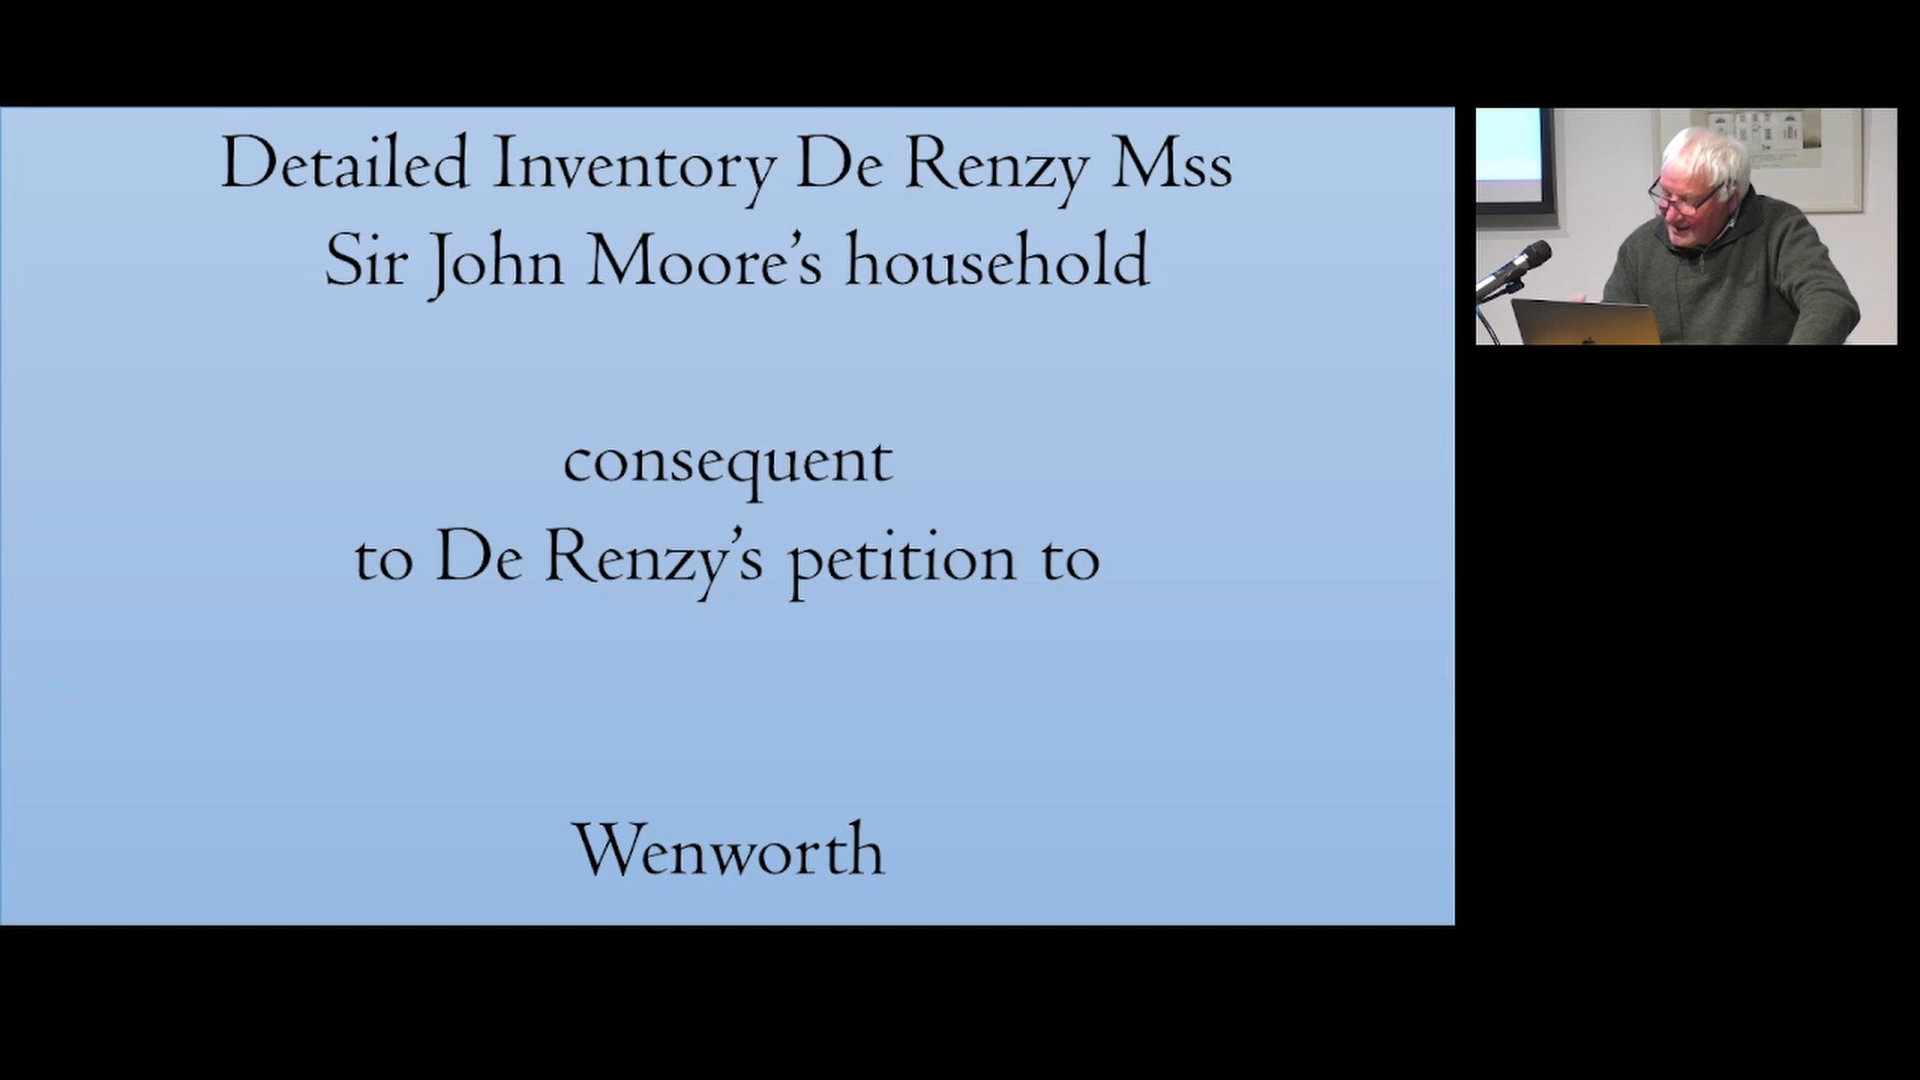 Detailed Inventory De Renzy Mss
Sir John Moore’s household
consequent
to De Renzy’s petition to
Wenworth